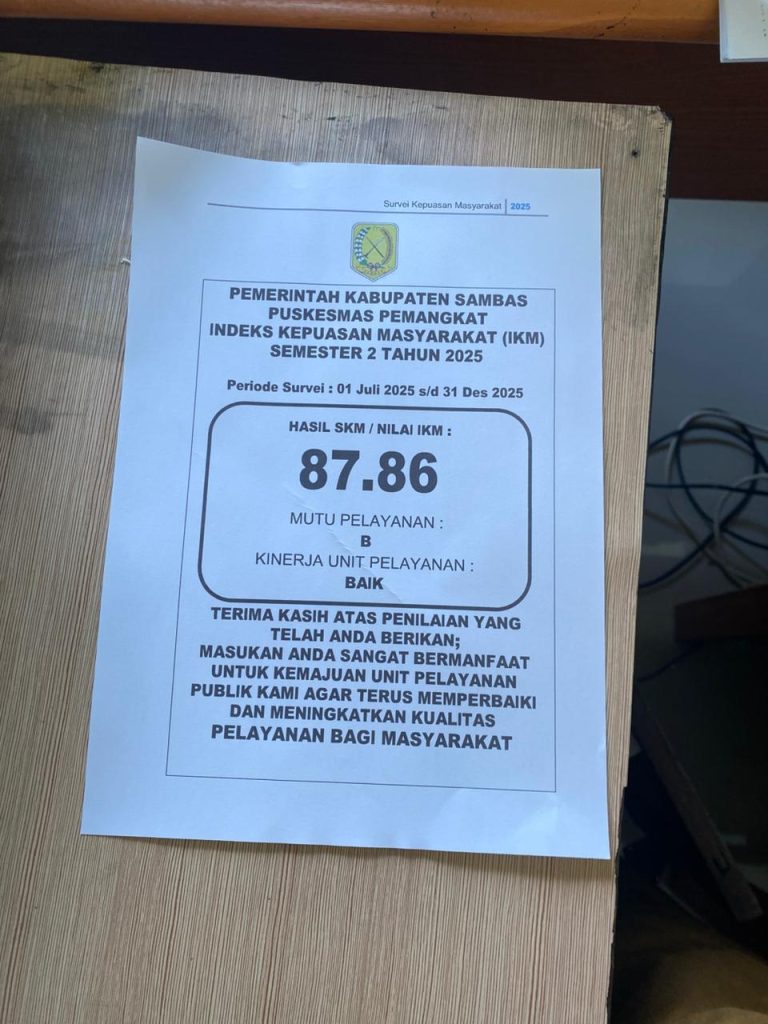 Survei Kepuasan Masyarakat 2025
PEMERINTAH KABUPATEN SAMBAS
PUSKESMAS PEMANGKAT
INDEKS KEPUASAN MASYARAKAT (IKM)
SEMESTER 2 TAHUN 2025
Periode Survei : 01 Juli 2025 s/d 31 Des 2025
HASIL SKM / NILAI IKM :
87.86
MUTU PELAYANAN :
B
KINERJA UNIT PELAYANAN :
BAIK
TERIMA KASIH ATAS PENILAIAN YANG
TELAH ANDA BERIKAN;
MASUKAN ANDA SANGAT BERMANFAAT
UNTUK KEMAJUAN UNIT PELAYANAN
PUBLIK KAMI AGAR TERUS MEMPERBAIKI
DAN MENINGKATKAN KUALITAS
PELAYANAN BAGI MASYARAKAT